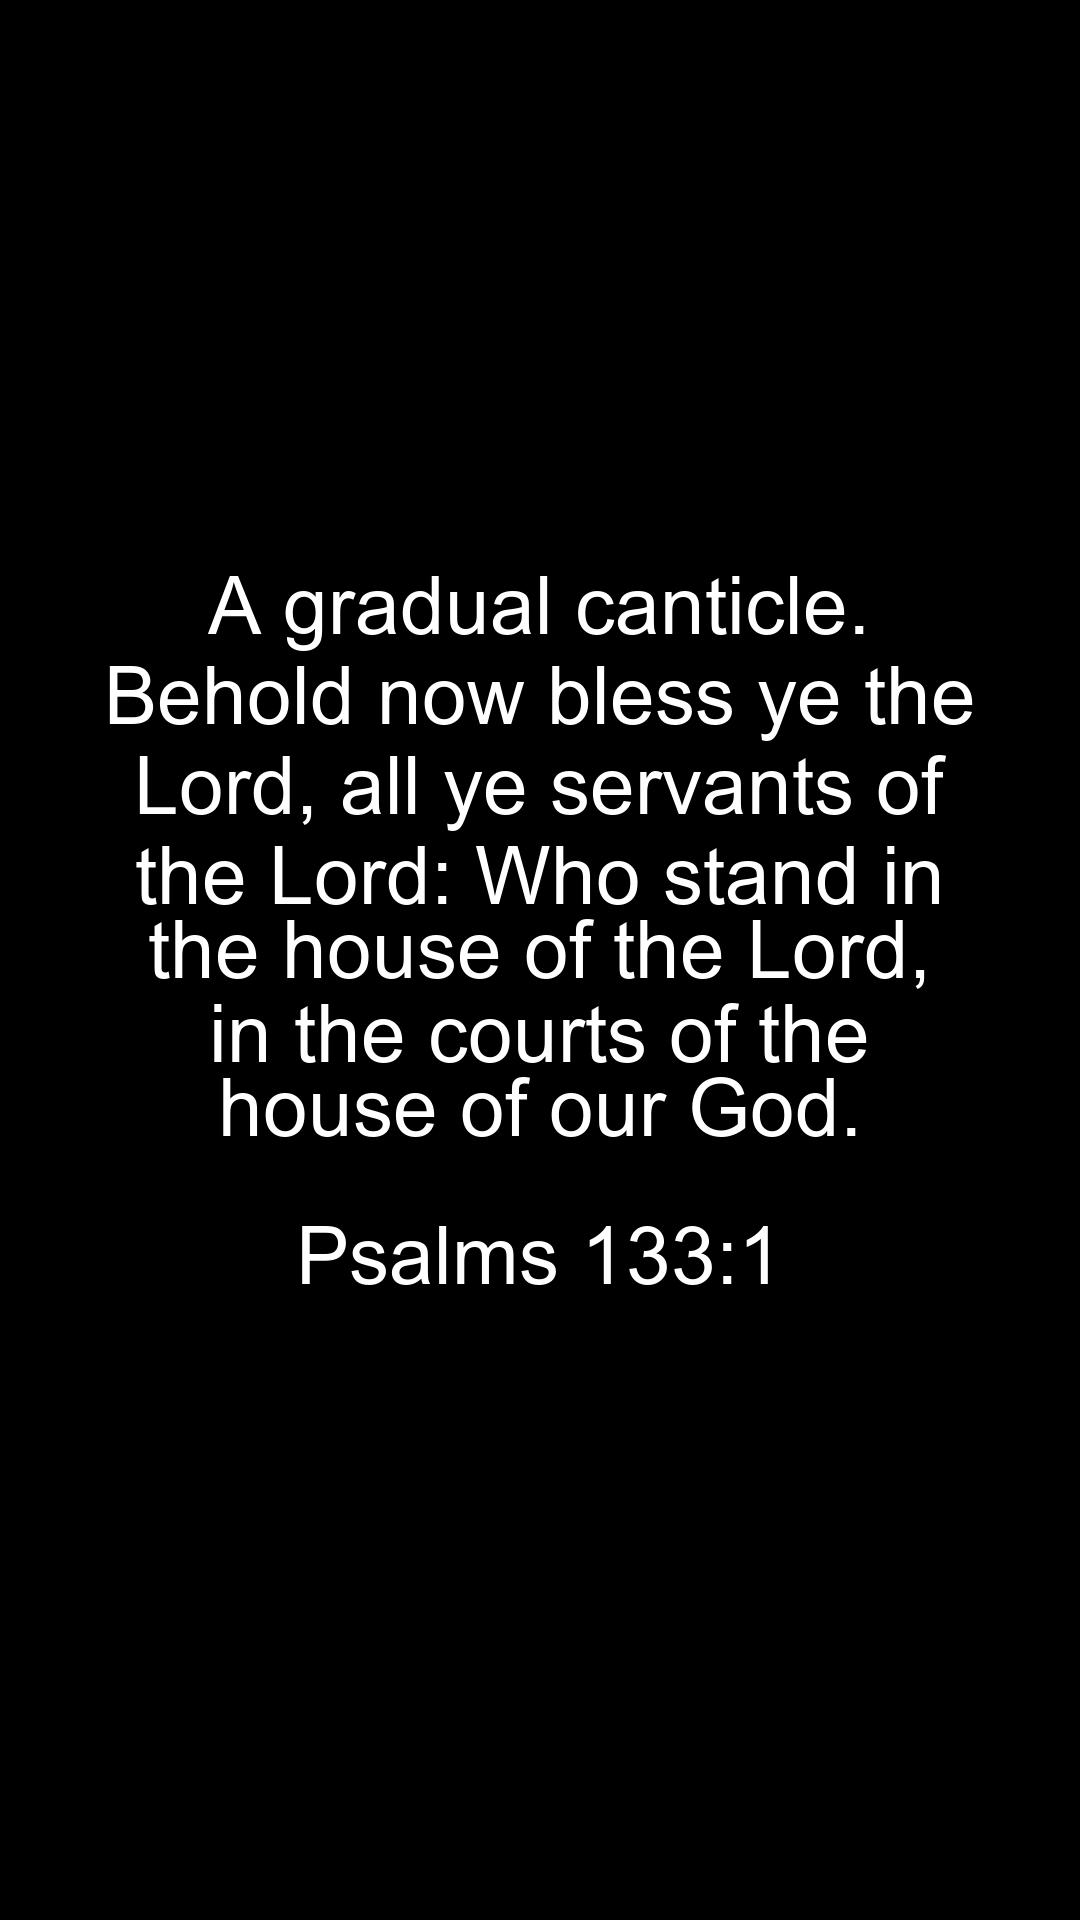 A gradual canticle.
Behold now bless ye the
Lord, all ye servants of
the Lord: Who stand in
the house of the Lord,
in the courts of the
house of our God.
Psalms 133:1